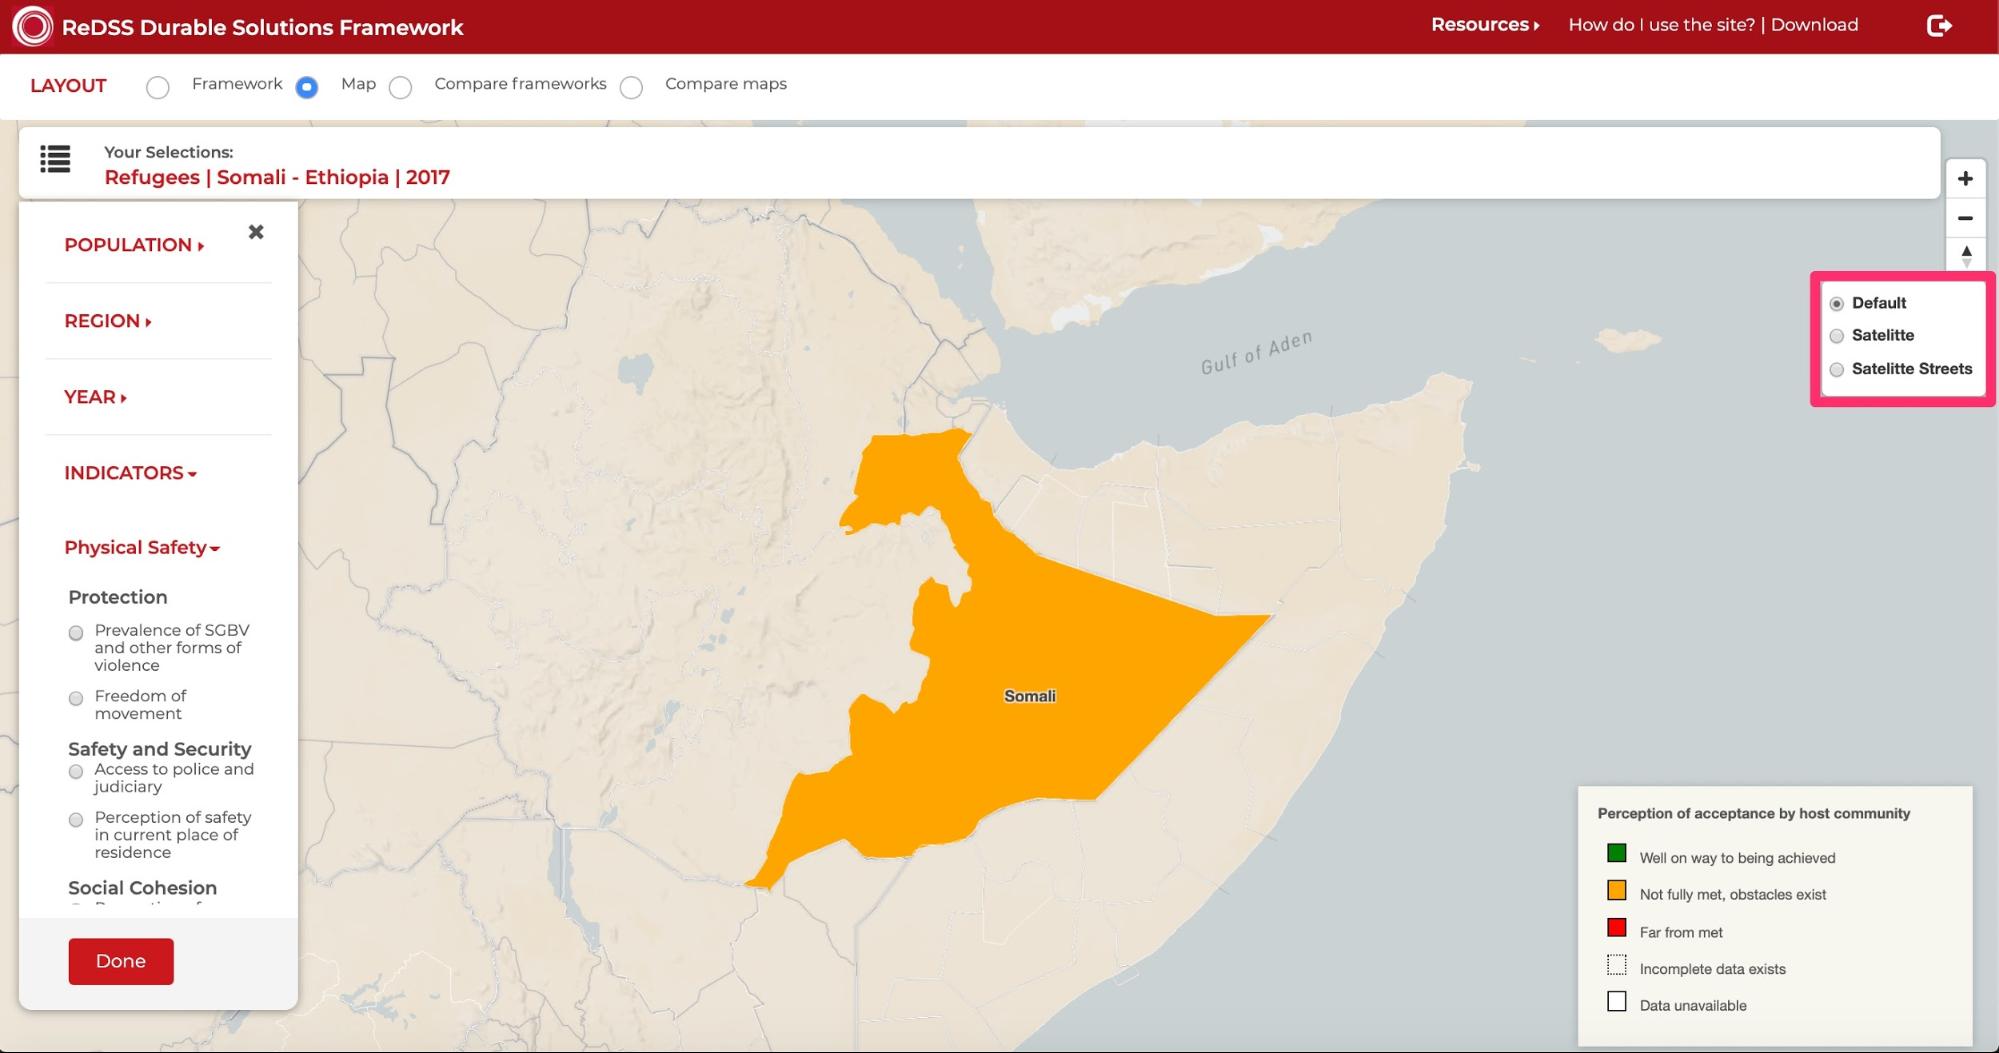 ReDSS Durable Solutions Framework
Resources
How do I use the site? | Download
LAYOUT
Framework
Map
Compare frameworks
Compare maps
Your Selections:
Refugees | Somali - Ethiopia | 2017
POPULATION
REGION
YEAR
INDICATORS
Physical Safety
Protection
Prevalence of SGBV
and other forms of
violence
Freedom of
movement
Safety and Security
Access to police and
judiciary
Perception of safety
in current place of
residence
Social Cohesion
Done
Gulf of Aden
Somali
Default
Satelitte
Satelitte Streets
Perception of acceptance by host community
Well on way to being achieved
Not fully met, obstacles exist
Far from met
Incomplete data exists
Data unavailable